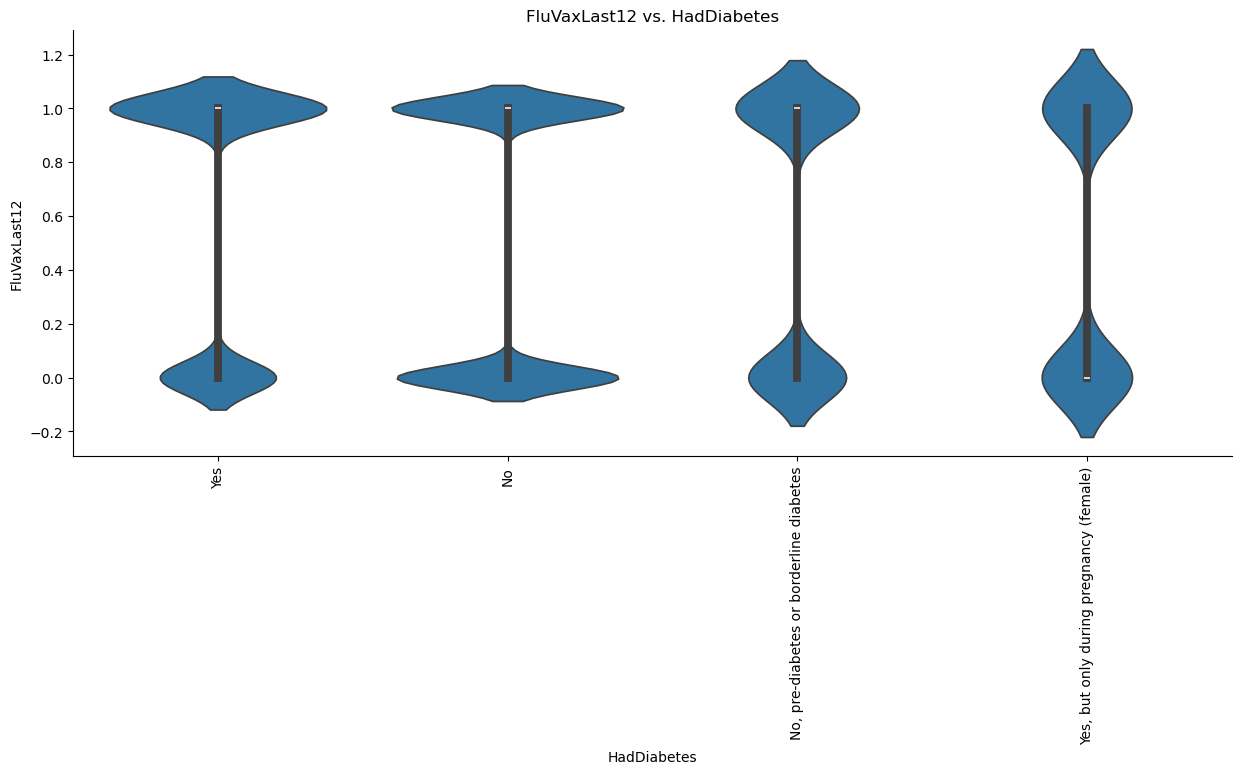 FluVaxLast12 vs. HadDiabetes
1.2
1.0
0.8
0.6
0.4
0.2
0.0
−0.2
FluVaxLast12
Yes
No
No, pre-diabetes or borderline diabetes
Yes, but only during pregnancy (female)
HadDiabetes